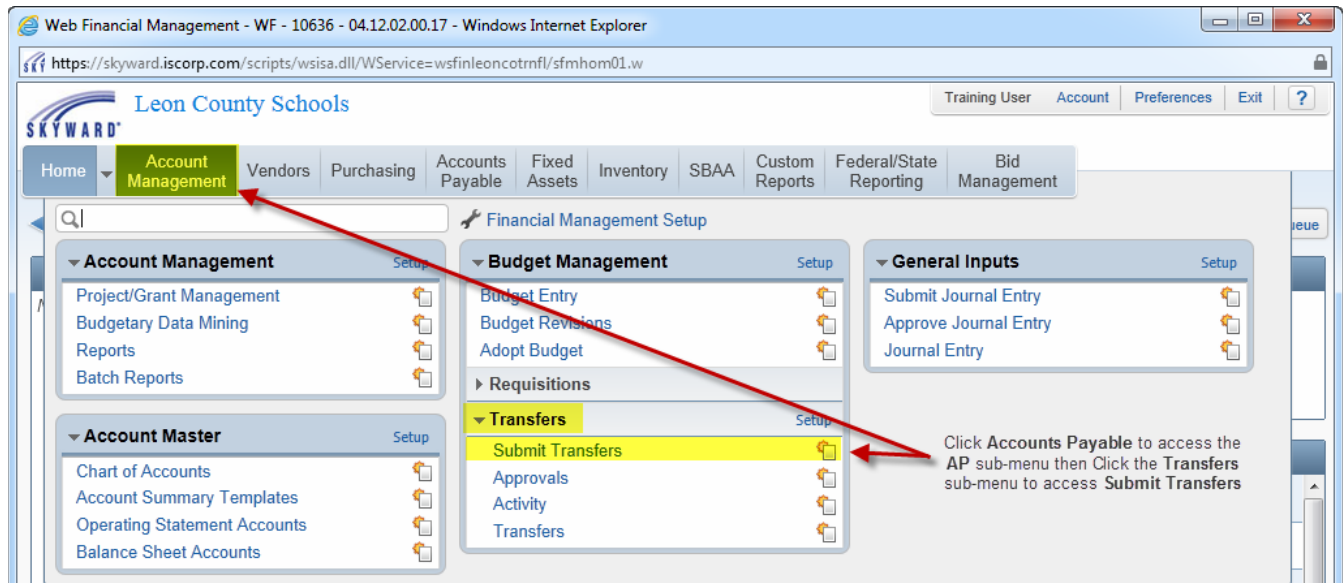 Web Financial Management - WF - 10636 - 04.12.02.00.17 - Windows Internet Explorer
https://skyward.iscorp.com/scripts/wsisa.dll/WService=wsfinleoncotrnfl/sfmhom01.w
SKYWARD
Leon County Schools
Training User Account Preferences Exit ?
Home Account Management Vendors Purchasing Accounts Payable Fixed Assets Inventory SBAA Custom Reports Federal/State Reporting Bid Management
Financial Management Setup
ueue
Account Management Setup
Project/Grant Management
Budgetary Data Mining
Reports
Batch Reports
Account Master Setup
Chart of Accounts
Account Summary Templates
Operating Statement Accounts
Balance Sheet Accounts
Budget Management Setup
Budget Entry
Budget Revisions
Adopt Budget
Requisitions
Transfers Setup
Submit Transfers
Approvals
Activity
Transfers
General Inputs Setup
Submit Journal Entry
Approve Journal Entry
Journal Entry
Click Accounts Payable to access the
AP sub-menu then Click the Transfers
sub-menu to access Submit Transfers